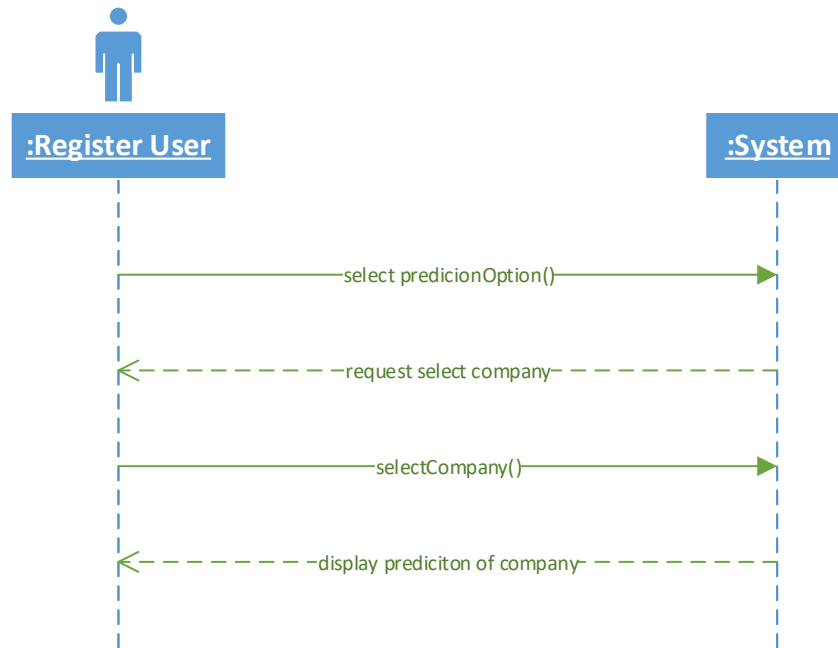 :Register User
:System
select predicionOption()
request select company
selectCompany()
display prediciton of company